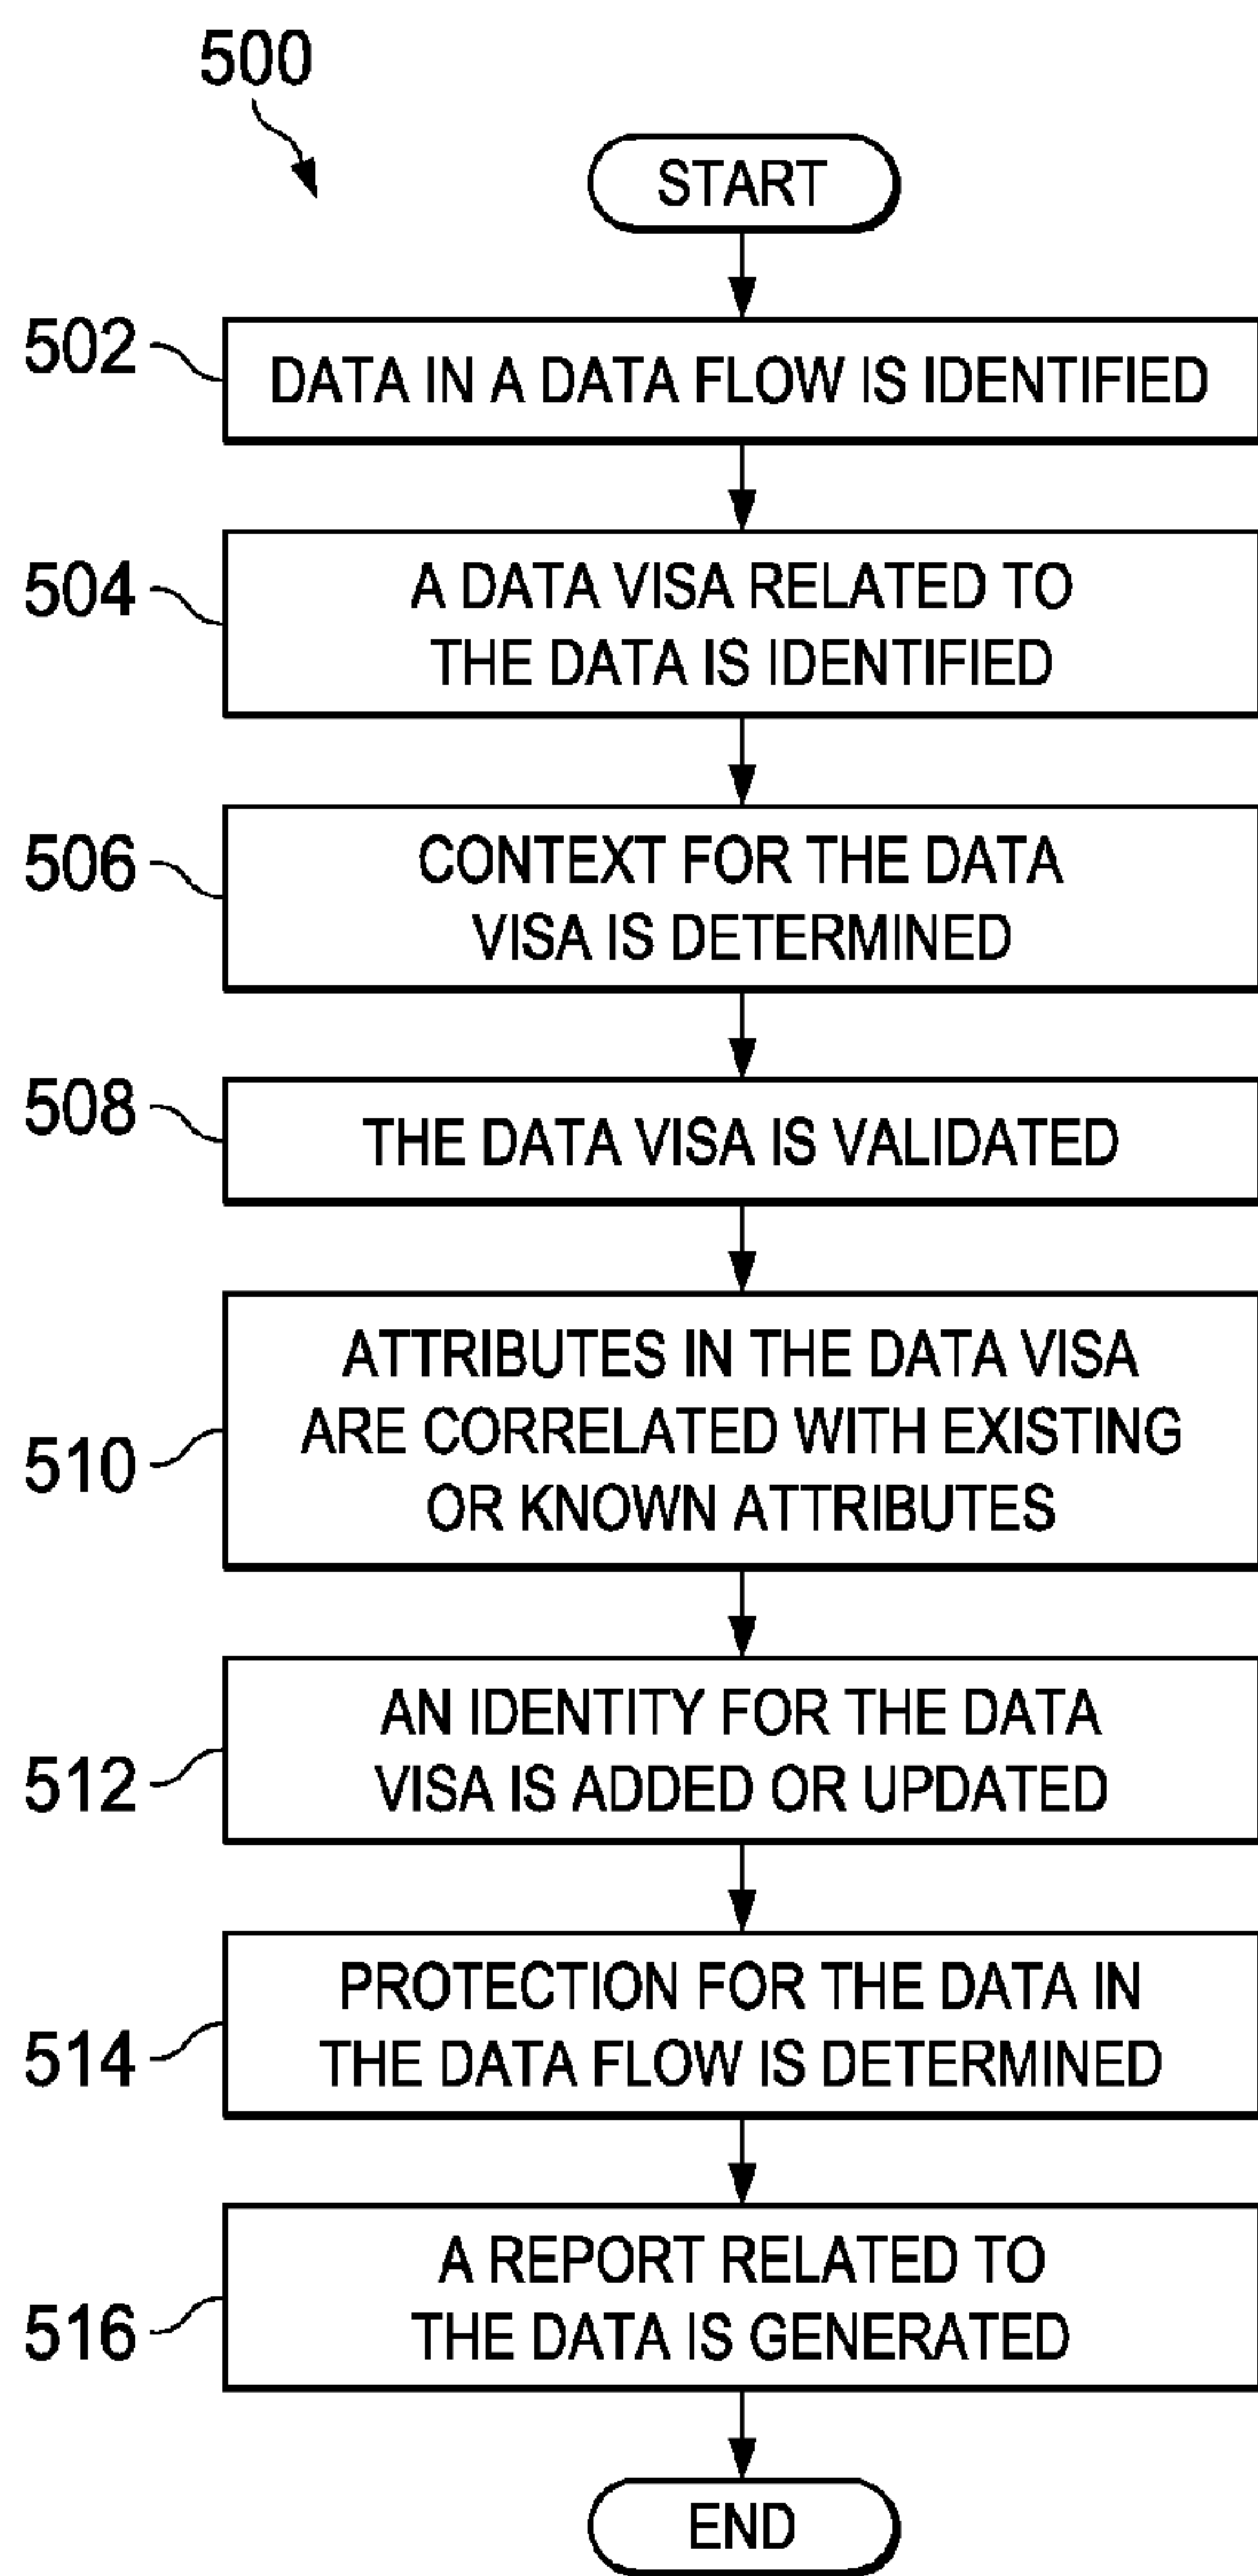 500
START
502
DATA IN A DATA FLOW IS IDENTIFIED
504
A DATA VISA RELATED TO
THE DATA IS IDENTIFIED
506
CONTEXT FOR THE DATA
VISA IS DETERMINED
508
THE DATA VISA IS VALIDATED
510
ATTRIBUTES IN THE DATA VISA
ARE CORRELATED WITH EXISTING
OR KNOWN ATTRIBUTES
512
AN IDENTITY FOR THE DATA
VISA IS ADDED OR UPDATED
514
PROTECTION FOR THE DATA IN
THE DATA FLOW IS DETERMINED
516
A REPORT RELATED TO
THE DATA IS GENERATED
END